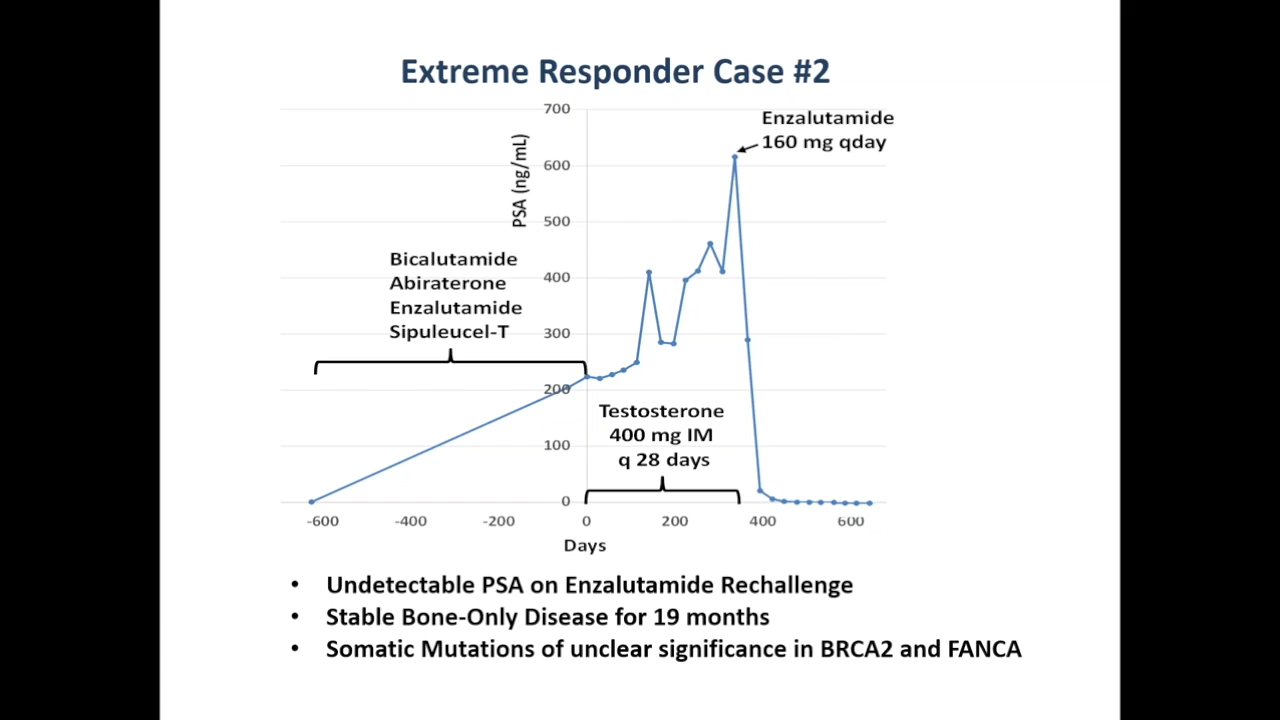 Extreme Responder Case #2
700
600
500
400
300
200
100
0
PSA (ng/mL)
Enzalutamide
160 mg qday
Bicalutamide
Abiraterone
Enzalutamide
Sipuleucel-T
Testosterone
400 mg IM
q 28 days
-600 -400 -200 0 200 400 600
Days
• Undetectable PSA on Enzalutamide Rechallenge
• Stable Bone-Only Disease for 19 months
• Somatic Mutations of unclear significance in BRCA2 and FANCA